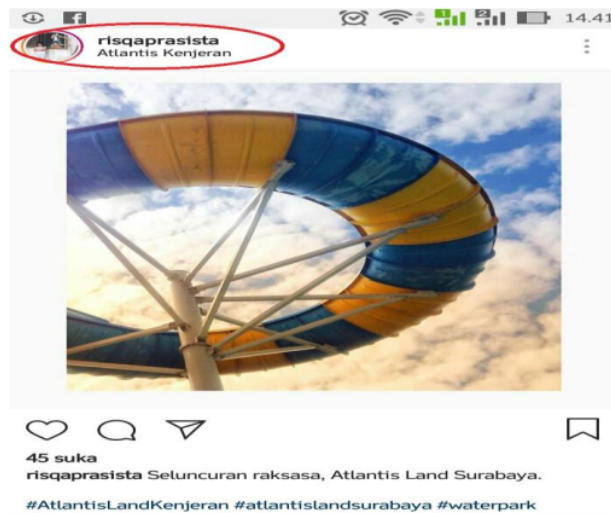 14.41
risqaprasista
Atlantis Kenjeran
45 suka
risqaprasista Seluncuran raksasa, Atlantis Land Surabaya.
#AtlantisLandKenjeran #atlantislandsurabaya #waterpark